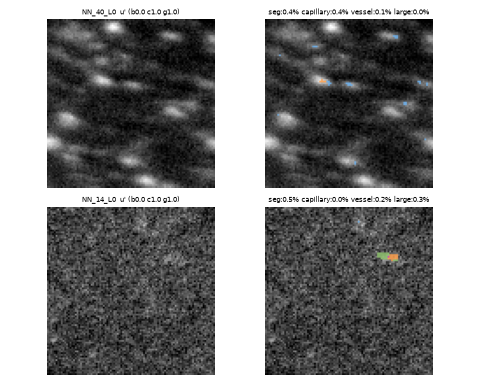 NN_40_L0 u' (b0.0 c1.0 g1.0)
seg:0.4% capillary:0.4% vessel:0.1% large:0.0%
NN_14_L0 u' (b0.0 c1.0 g1.0)
seg:0.5% capillary:0.0% vessel:0.2% large:0.3%